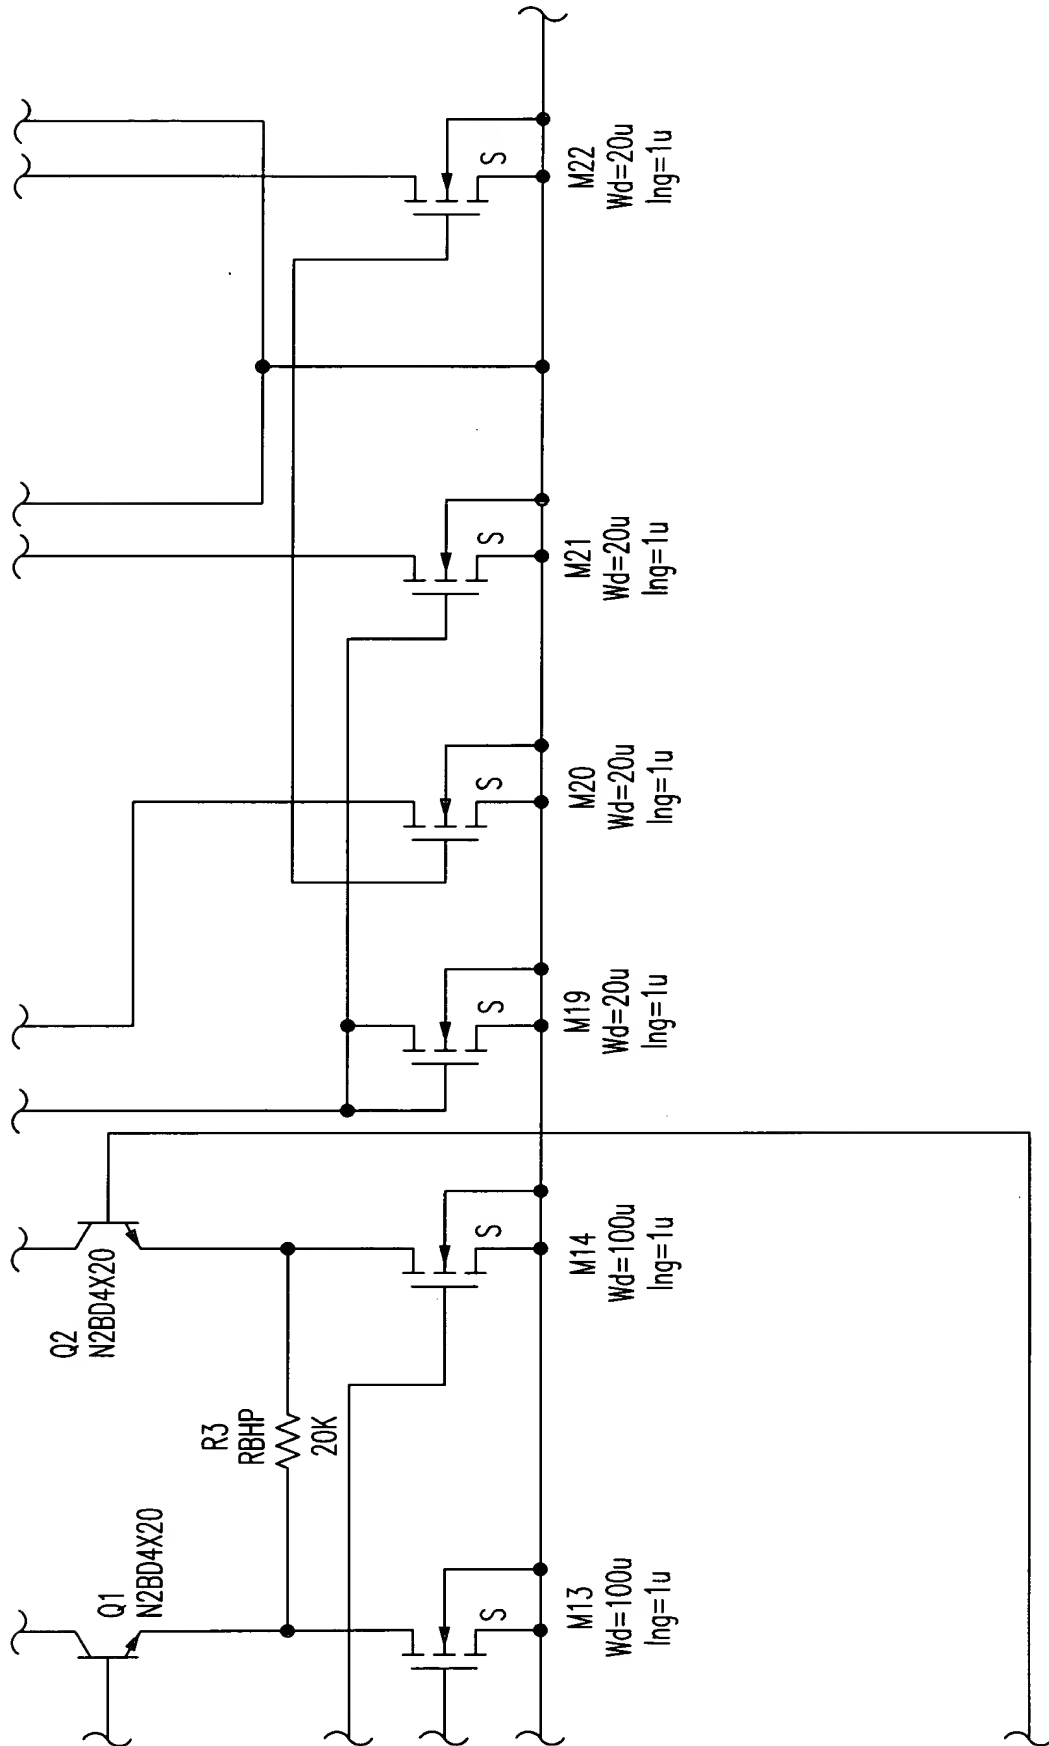 Q1
N2BD4X20
R3
RBHP
20K
Q2
N2BD4X20
S
M13
Wd=100u
lng=1u
S
M14
Wd=100u
lng=1u
S
M19
Wd=20u
lng=1u
S
M20
Wd=20u
lng=1u
S
M21
Wd=20u
lng=1u
S
M22
Wd=20u
lng=1u